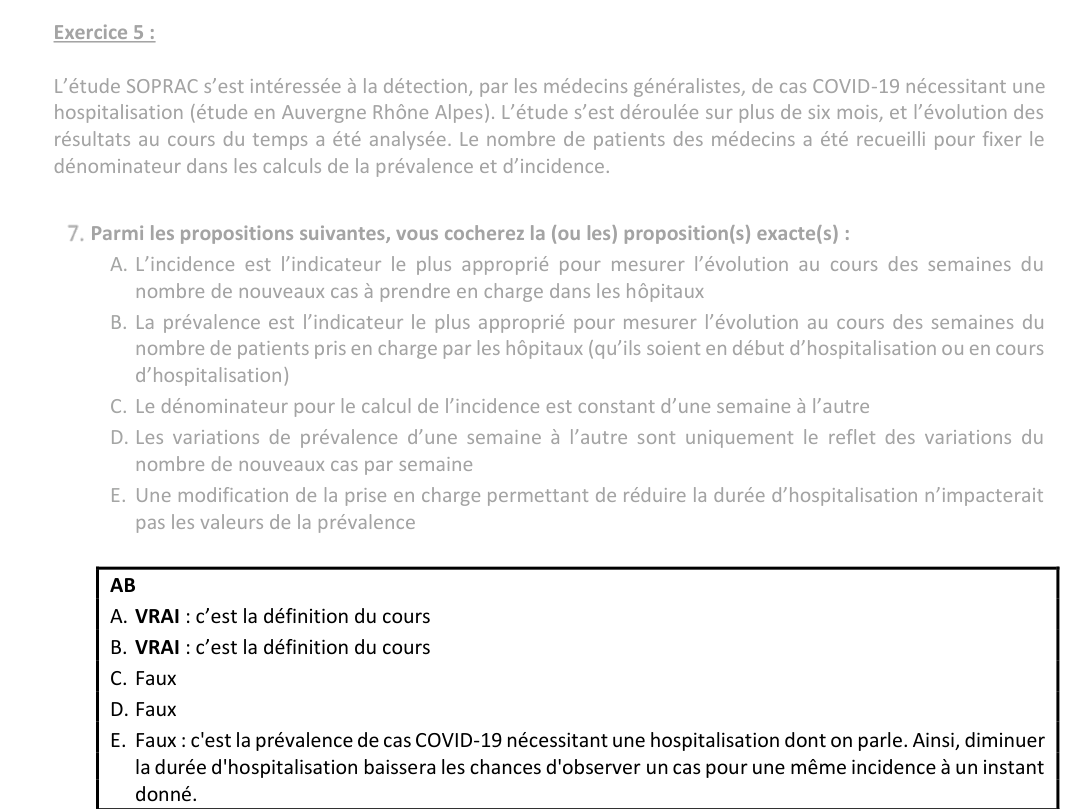 Exercice 5 :
L’étude SOPRAC s’est intéressée à la détection, par les médecins généralistes, de cas COVID-19 nécessitant une
hospitalisation (étude en Auvergne Rhône Alpes). L’étude s’est déroulée sur plus de six mois, et l’évolution des
résultats au cours du temps a été analysée. Le nombre de patients des médecins a été recueilli pour fixer le
dénominateur dans les calculs de la prévalence et d’incidence.
7. Parmi les propositions suivantes, vous cocherez la (ou les) proposition(s) exacte(s) :
A. L’incidence est l’indicateur le plus approprié pour mesurer l’évolution au cours des semaines du
nombre de nouveaux cas à prendre en charge dans les hôpitaux
B. La prévalence est l’indicateur le plus approprié pour mesurer l’évolution au cours des semaines du
nombre de patients pris en charge par les hôpitaux (qu’ils soient en début d’hospitalisation ou en cours
d’hospitalisation)
C. Le dénominateur pour le calcul de l’incidence est constant d’une semaine à l’autre
D. Les variations de prévalence d’une semaine à l’autre sont uniquement le reflet des variations du
nombre de nouveaux cas par semaine
E. Une modification de la prise en charge permettant de réduire la durée d’hospitalisation n’impacterait
pas les valeurs de la prévalence
AB
A. VRAI : c’est la définition du cours
B. VRAI : c’est la définition du cours
C. Faux
D. Faux
E. Faux : c'est la prévalence de cas COVID-19 nécessitant une hospitalisation dont on parle. Ainsi, diminuer
la durée d'hospitalisation baissera les chances d'observer un cas pour une même incidence à un instant
donné.